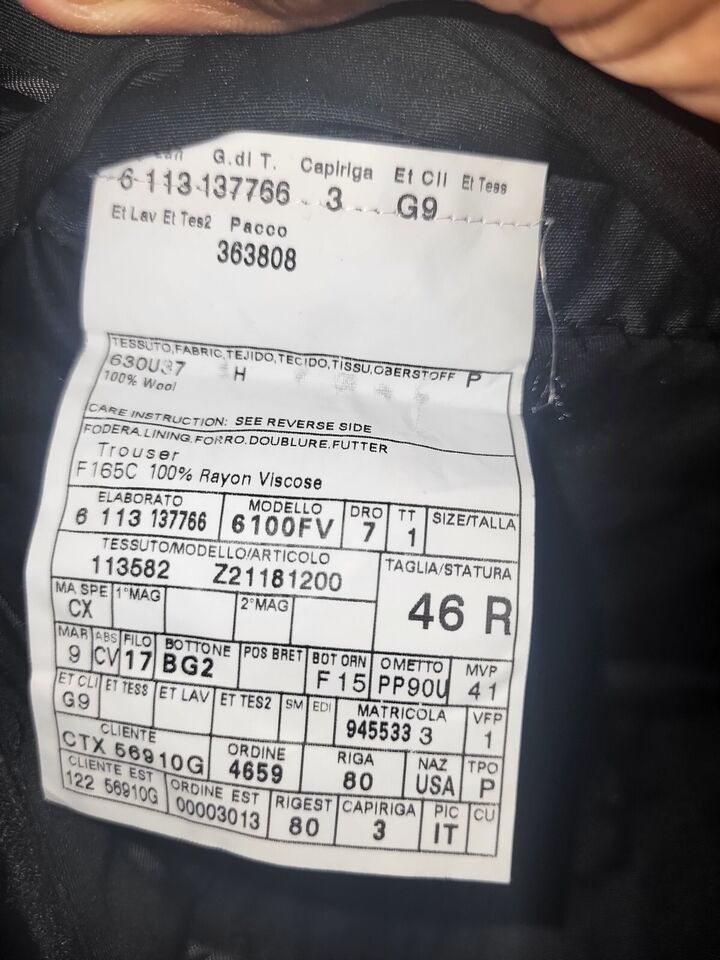 G.di T. Capiriga Et Cli Et Tess
6 113 137766 3 G9
Et Lav Et Tes2 Pacco
363808
TESSUTO,FABRIC,TEJIDO,TECIDO,TISSU,OBERSTOFF
630U37 H P
100% Wool
CARE INSTRUCTION: SEE REVERSE SIDE
FODERA.LINING.FORRO.DOUBLURE.FUTTER
Trouser
F165C 100% Rayon Viscose
ELABORATO MODELLO DRO TT SIZE/TALLA
6 113 137766 6100FV 7 1
TESSUTO/MODELLO/ARTICOLO TAGLIA/STATURA
113582 Z21181200 46 R
MA SPE 1°MAG 2°MAG
CX
MAR ABS FILO BOTTONE POS BRET BOT ORN OMETTO MVP
9 CV 17 BG2 F15 PP90U 41
ET CLI ET TESS ET LAV ET TES2 SM EDI MATRICOLA VFP
G9 945533 3 1
CLIENTE ORDINE RIGA NAZ TPO
CTX 56910G 4659 80 USA P
CLIENTE EST ORDINE EST RIGEST CAPIRIGA PIC CU
122 56910G 00003013 80 3 IT